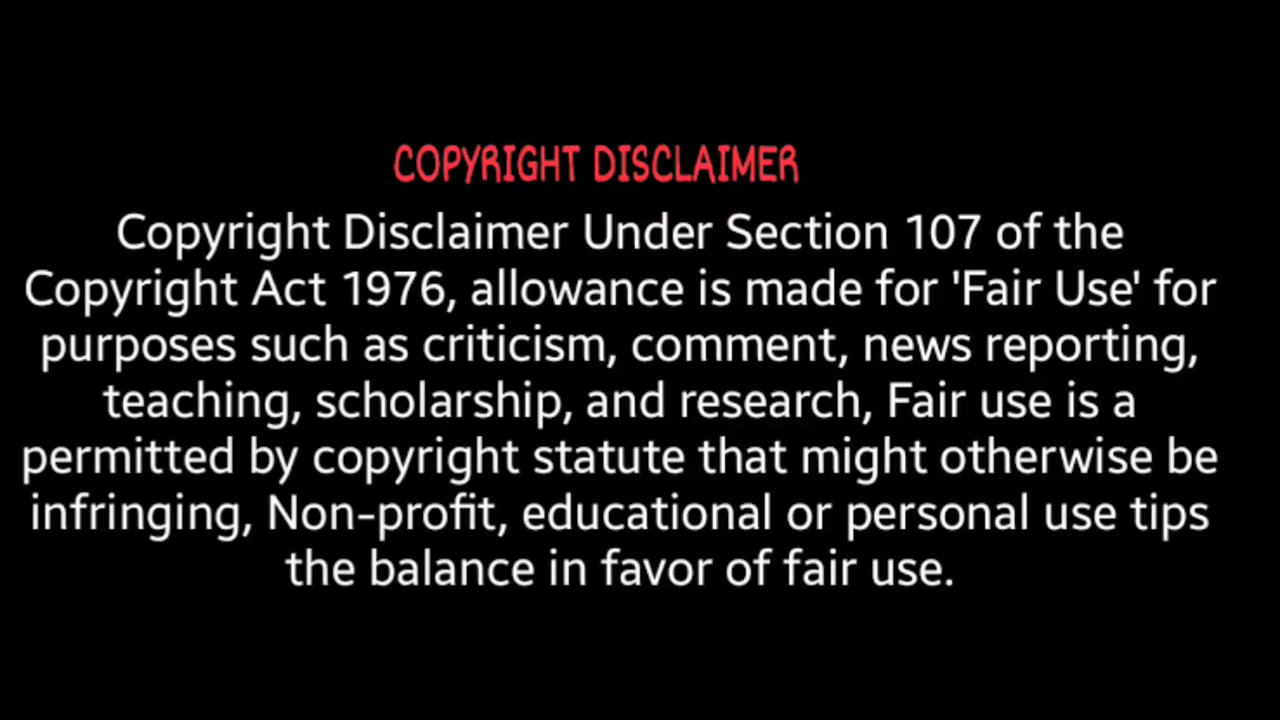 COPYRIGHT DISCLAIMER
Copyright Disclaimer Under Section 107 of the
Copyright Act 1976, allowance is made for 'Fair Use' for
purposes such as criticism, comment, news reporting,
teaching, scholarship, and research, Fair use is a
permitted by copyright statute that might otherwise be
infringing, Non-profit, educational or personal use tips
the balance in favor of fair use.